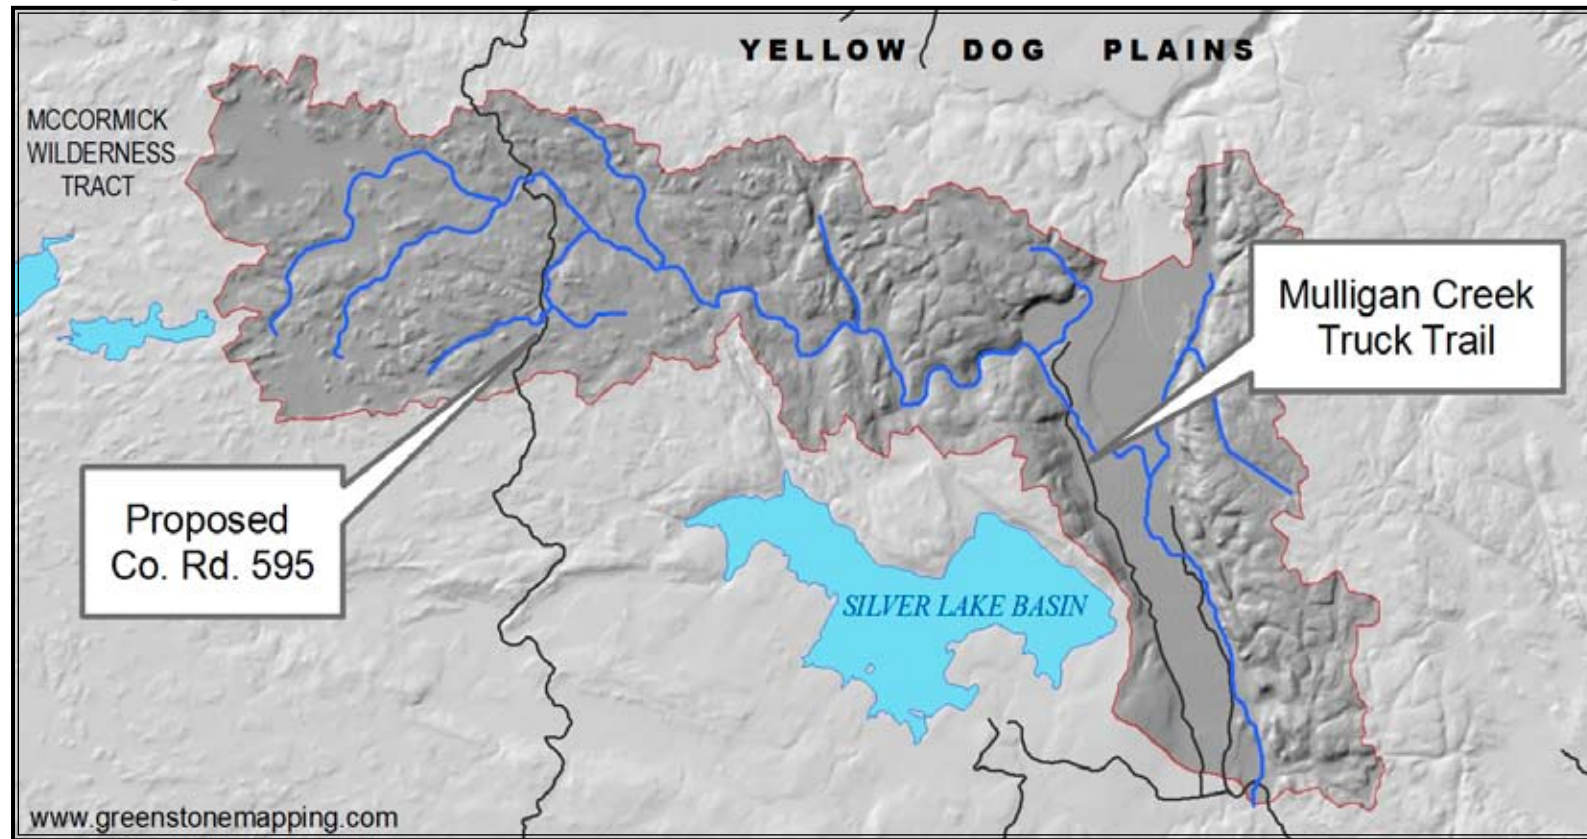 YELLOW DOG PLAINS
MCCORMICK
WILDERNESS
TRACT
Mulligan Creek
Truck Trail
Proposed
Co. Rd. 595
SILVER LAKE BASIN
www.greenstonemapping.com